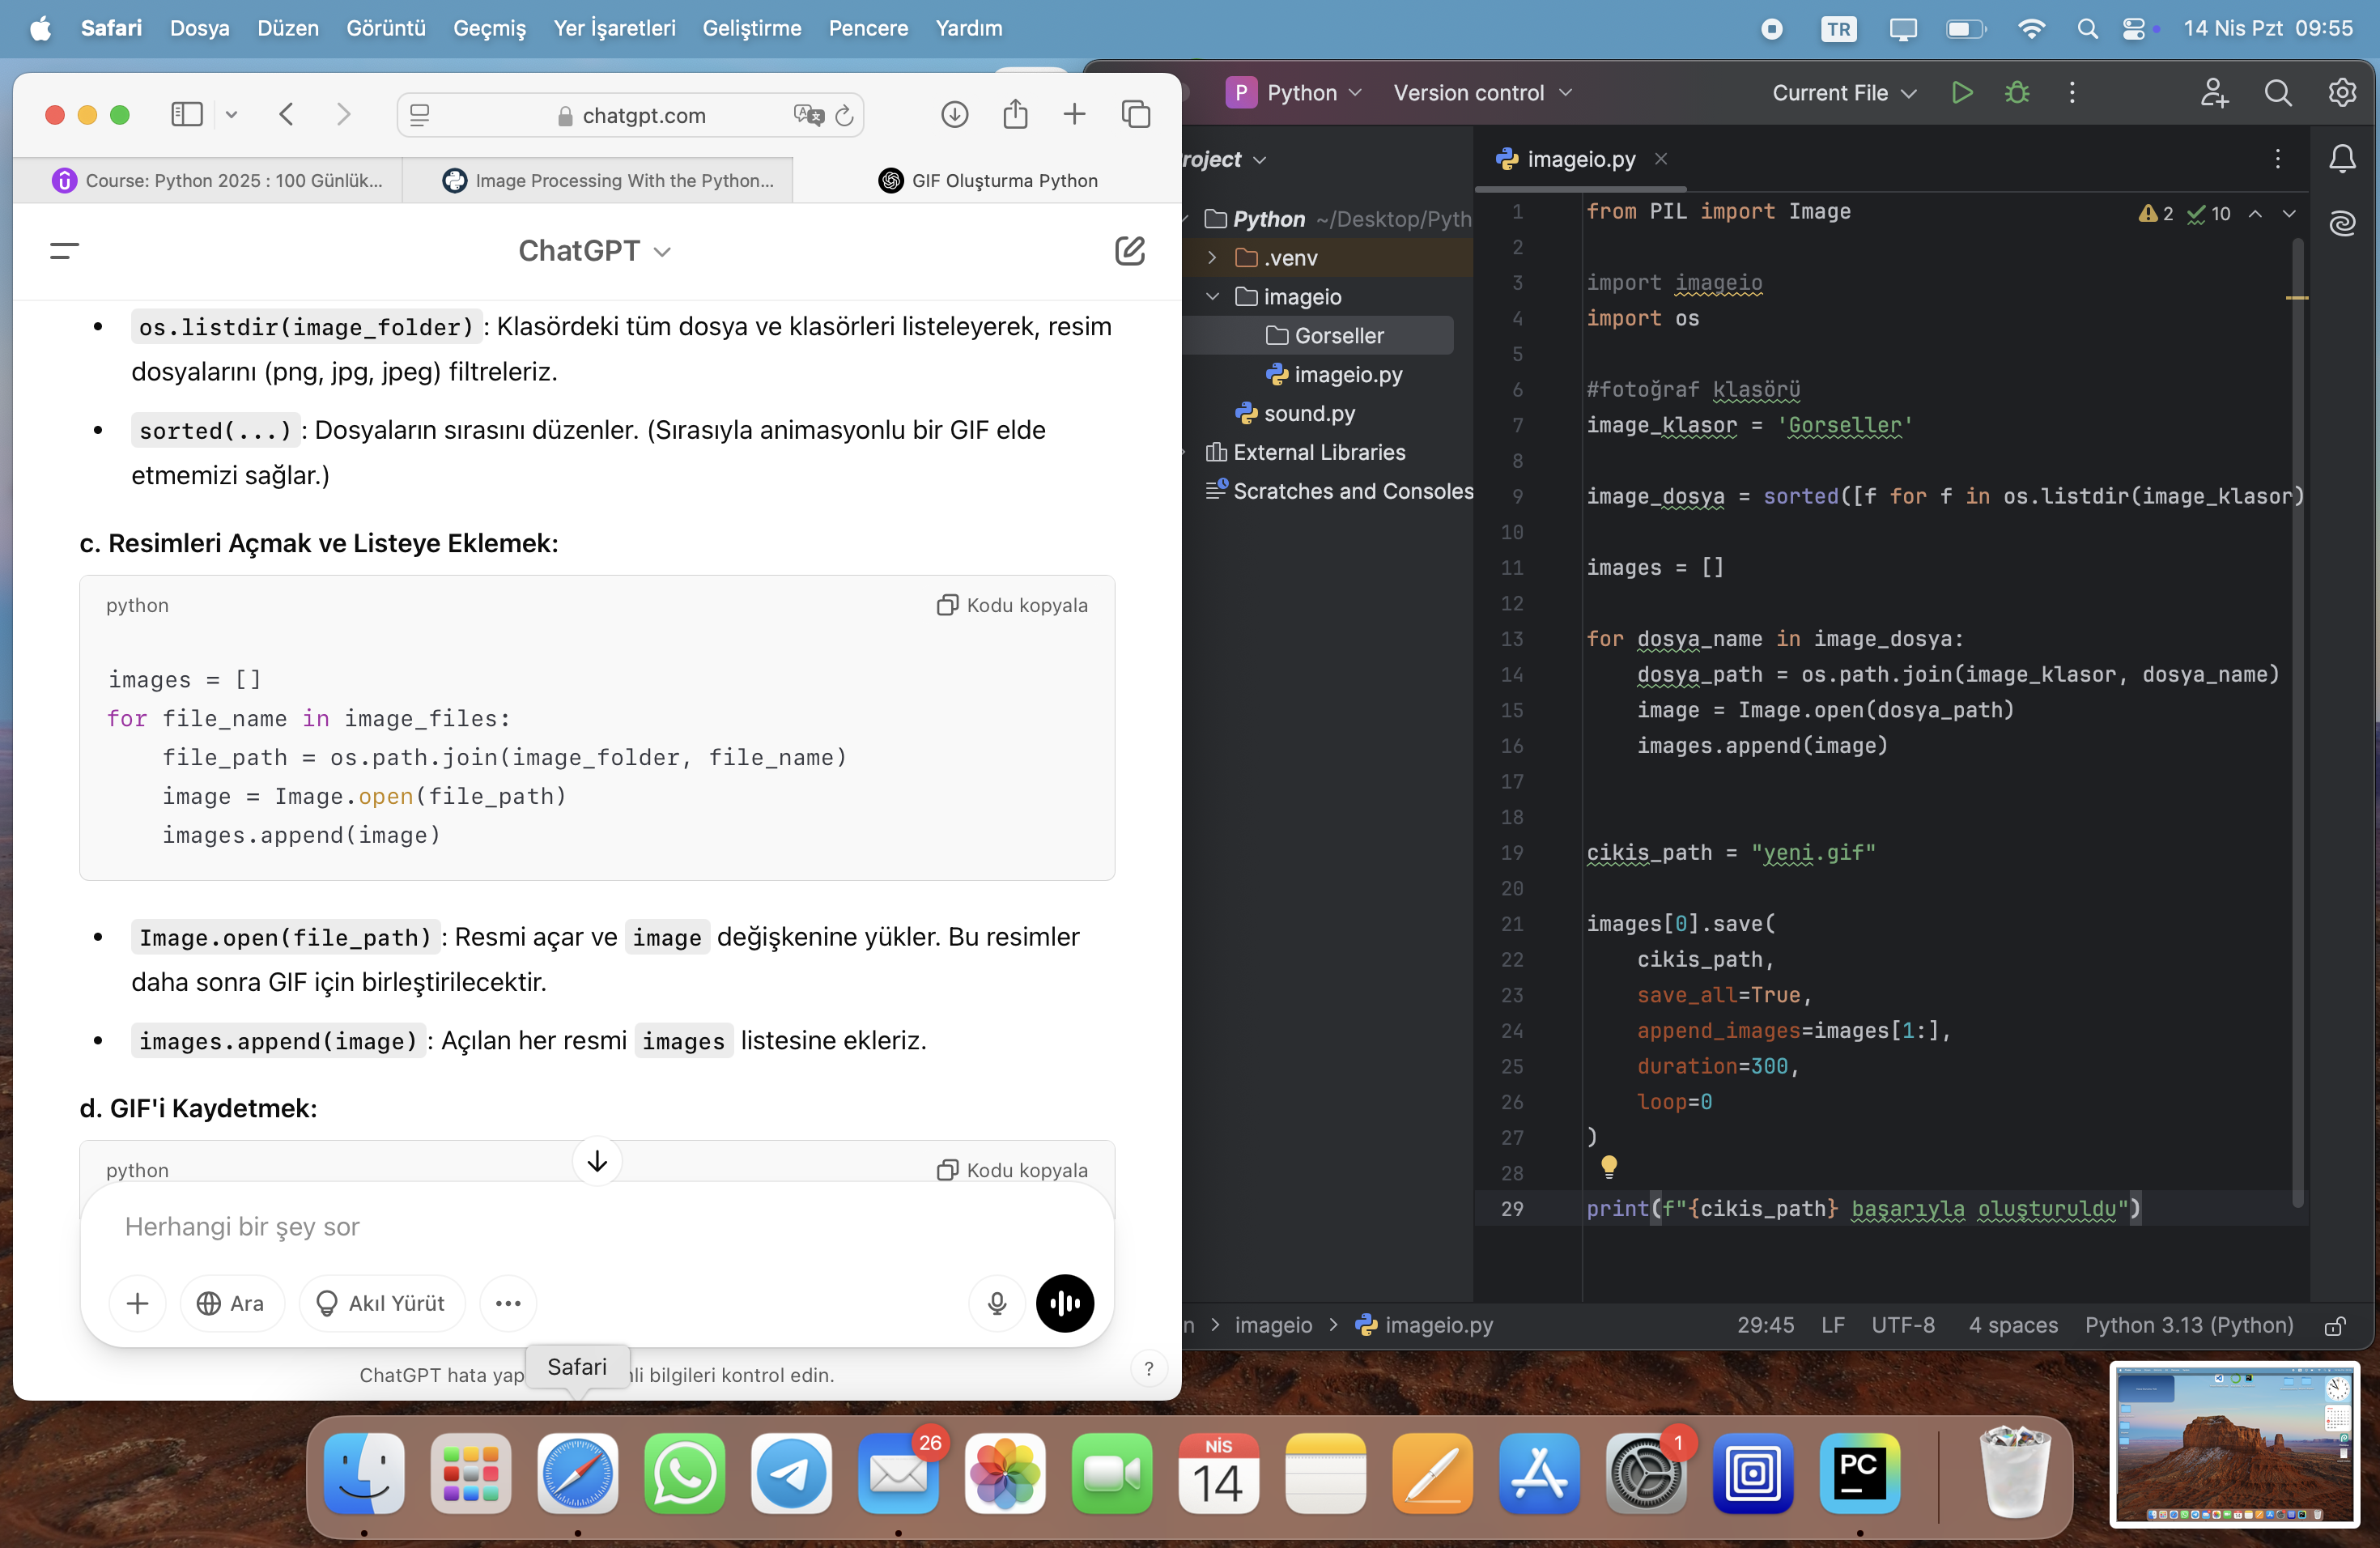 Safari Dosya Düzen Görüntü Geçmiş Yer İşaretleri Geliştirme Pencere Yardım
TR
14 Nis Pzt 09:55
chatgpt.com
Course: Python 2025 : 100 Günlük...
Image Processing With the Python...
GIF Oluşturma Python
ChatGPT
os.listdir(image_folder) : Klasördeki tüm dosya ve klasörleri listeleyerek, resim
dosyalarını (png, jpg, jpeg) filtreleriz.
sorted(...) : Dosyaların sırasını düzenler. (Sırasıyla animasyonlu bir GIF elde
etmemizi sağlar.)
c. Resimleri Açmak ve Listeye Eklemek:
python
Kodu kopyala
images = []
for file_name in image_files:
    file_path = os.path.join(image_folder, file_name)
    image = Image.open(file_path)
    images.append(image)
Image.open(file_path) : Resmi açar ve image değişkenine yükler. Bu resimler
daha sonra GIF için birleştirilecektir.
images.append(image) : Açılan her resmi images listesine ekleriz.
d. GIF'i Kaydetmek:
python
Kodu kopyala
Herhangi bir şey sor
Ara
Akıl Yürüt
ChatGPT hata yap
li bilgileri kontrol edin.
?
Safari
P Python
Version control
Current File
roject
Python ~/Desktop/Pyth
.venv
imageio
Gorseller
imageio.py
sound.py
External Libraries
Scratches and Consoles
imageio.py
2 10
1 from PIL import Image
2
3 import imageio
4 import os
5
6 #fotoğraf klasörü
7 image_klasor = 'Gorseller'
8
9 image_dosya = sorted([f for f in os.listdir(image_klasor)
10
11 images = []
12
13 for dosya_name in image_dosya:
14     dosya_path = os.path.join(image_klasor, dosya_name)
15     image = Image.open(dosya_path)
16     images.append(image)
17
18
19 cikis_path = "yeni.gif"
20
21 images[0].save(
22     cikis_path,
23     save_all=True,
24     append_images=images[1:],
25     duration=300,
26     loop=0
27 )
28
29 print(f"{cikis_path} başarıyla oluşturuldu")
n > imageio > imageio.py
29:45 LF UTF-8 4 spaces Python 3.13 (Python)
26
NİS
14
1
PC